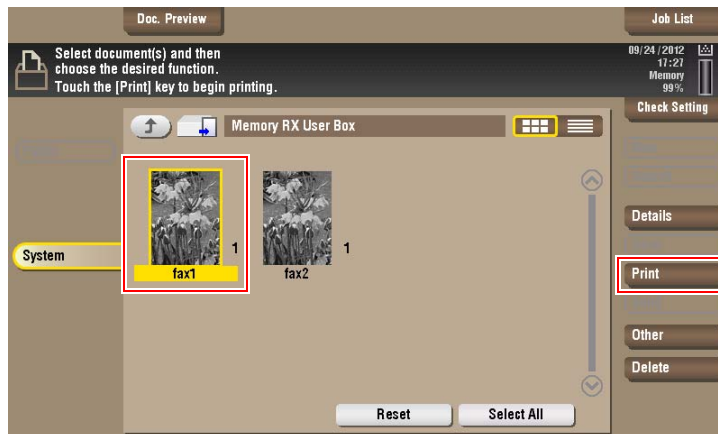 Doc. Preview
Job List
Select document(s) and then
choose the desired function.
Touch the [Print] key to begin printing.
09/24/2012
17:27
Memory
99%
Check Setting
Memory RX User Box
Details
System
1
1
fax1
fax2
Print
Other
Delete
Reset
Select All